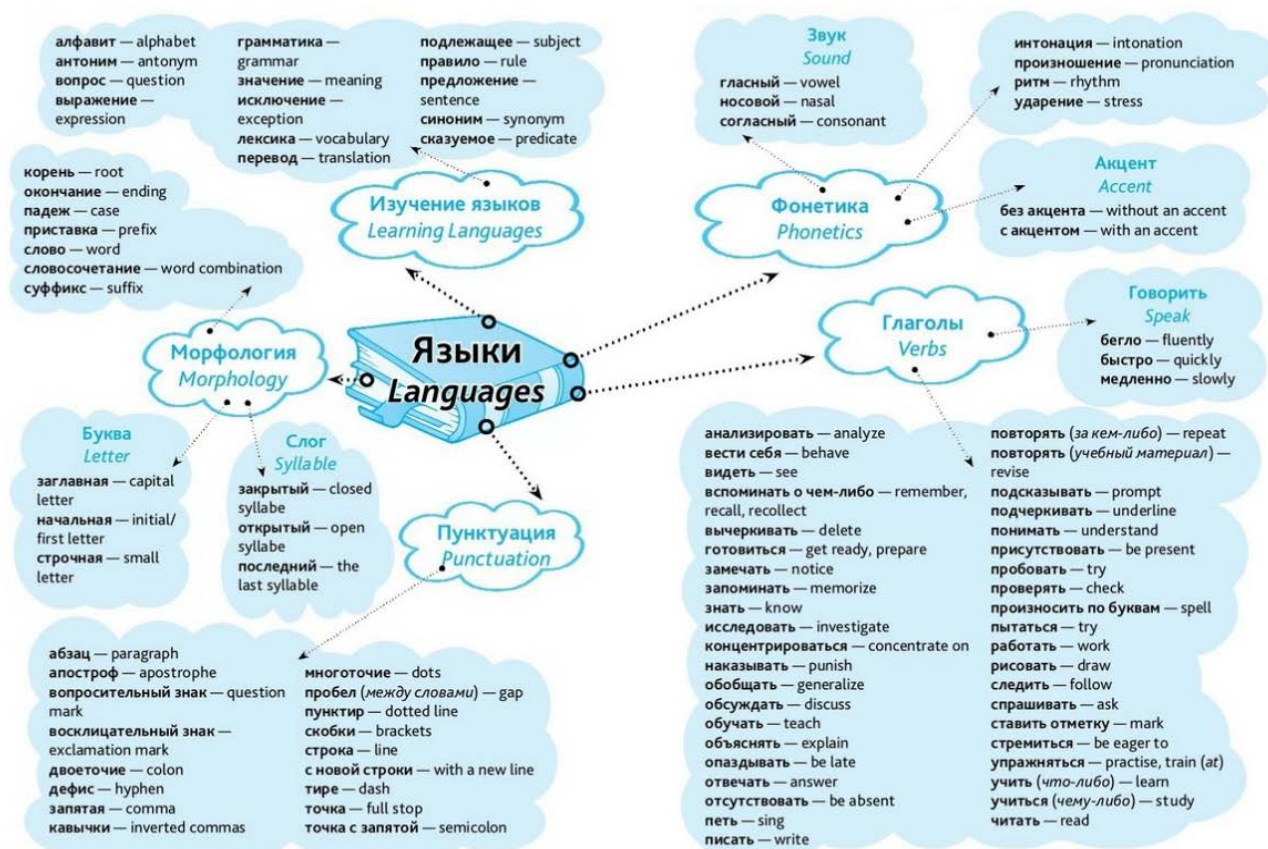 алфавит — alphabet
антоним — antonym
вопрос — question
выражение —
expression
грамматика —
grammar
значение — meaning
исключение —
exception
лексика — vocabulary
перевод — translation
подлежащее — subject
правило — rule
предложение —
sentence
синоним — synonym
сказуемое — predicate
Изучение языков
Learning Languages
корень — root
окончание — ending
падеж — case
приставка — prefix
слово — word
словосочетание — word combination
суффикс — suffix
Морфология
Morphology
Буква
Letter
заглавная — capital
letter
начальная — initial/
first letter
строчная — small
letter
Слог
Syllable
закрытый — closed
syllabe
открытый — open
syllabe
последний — the
last syllable
Языки
Languages
Пунктуация
Punctuation
абзац — paragraph
апостроф — apostrophe
вопросительный знак — question
mark
восклицательный знак —
exclamation mark
двоеточие — colon
дефис — hyphen
запятая — comma
кавычки — inverted commas
многоточие — dots
пробел (между словами) — gap
пунктир — dotted line
скобки — brackets
строка — line
с новой строки — with a new line
тире — dash
точка — full stop
точка с запятой — semicolon
Звук
Sound
гласный — vowel
носовой — nasal
согласный — consonant
интонация — intonation
произношение — pronunciation
ритм — rhythm
ударение — stress
Фонетика
Phonetics
Акцент
Accent
без акцента — without an accent
с акцентом — with an accent
Глаголы
Verbs
Говорить
Speak
бегло — fluently
быстро — quickly
медленно — slowly
анализировать — analyze
вести себя — behave
видеть — see
вспоминать о чем-либо — remember,
recall, recollect
вычеркивать — delete
готовиться — get ready, prepare
замечать — notice
запоминать — memorize
знать — know
исследовать — investigate
концентрироваться — concentrate on
наказывать — punish
обобщать — generalize
обсуждать — discuss
обучать — teach
объяснять — explain
опаздывать — be late
отвечать — answer
отсутствовать — be absent
петь — sing
писать — write
повторять (за кем-либо) — repeat
повторять (учебный материал) —
revise
подсказывать — prompt
подчеркивать — underline
понимать — understand
присутствовать — be present
пробовать — try
проверять — check
произносить по буквам — spell
пытаться — try
работать — work
рисовать — draw
следить — follow
спрашивать — ask
ставить отметку — mark
стремиться — be eager to
упражняться — practise, train (at)
учить (что-либо) — learn
учиться (чему-либо) — study
читать — read